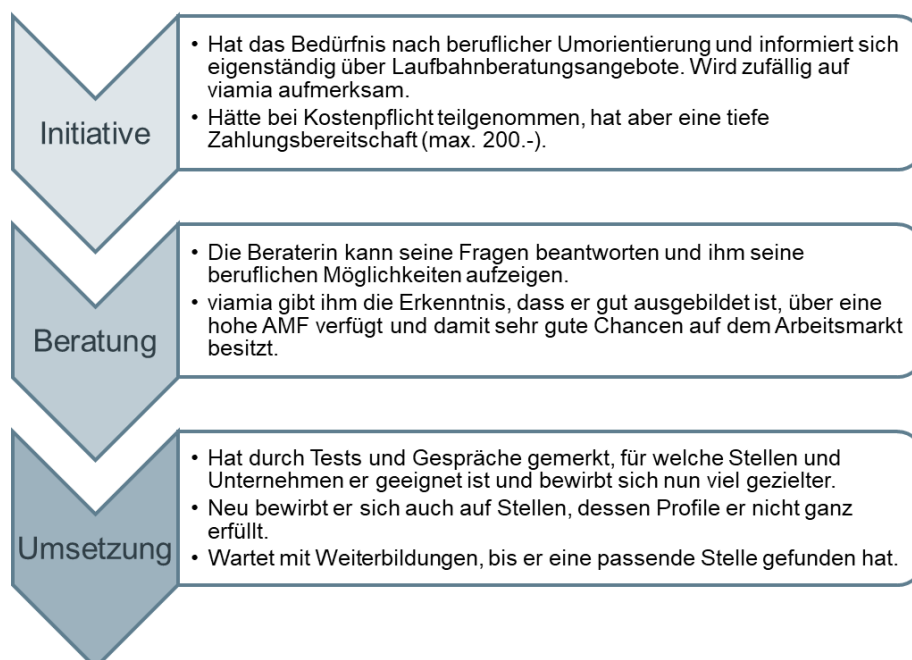 Initiative
• Hat das Bedürfnis nach beruflicher Umorientierung und informiert sich
eigenständig über Laufbahnberatungsangebote. Wird zufällig auf
viamia aufmerksam.
• Hätte bei Kostenpflicht teilgenommen, hat aber eine tiefe
Zahlungsbereitschaft (max. 200.-).
Beratung
• Die Beraterin kann seine Fragen beantworten und ihm seine
beruflichen Möglichkeiten aufzeigen.
• viamia gibt ihm die Erkenntnis, dass er gut ausgebildet ist, über eine
hohe AMF verfügt und damit sehr gute Chancen auf dem Arbeitsmarkt
besitzt.
Umsetzung
• Hat durch Tests und Gespräche gemerkt, für welche Stellen und
Unternehmen er geeignet ist und bewirbt sich nun viel gezielter.
• Neu bewirbt er sich auch auf Stellen, dessen Profile er nicht ganz
erfüllt.
• Wartet mit Weiterbildungen, bis er eine passende Stelle gefunden hat.